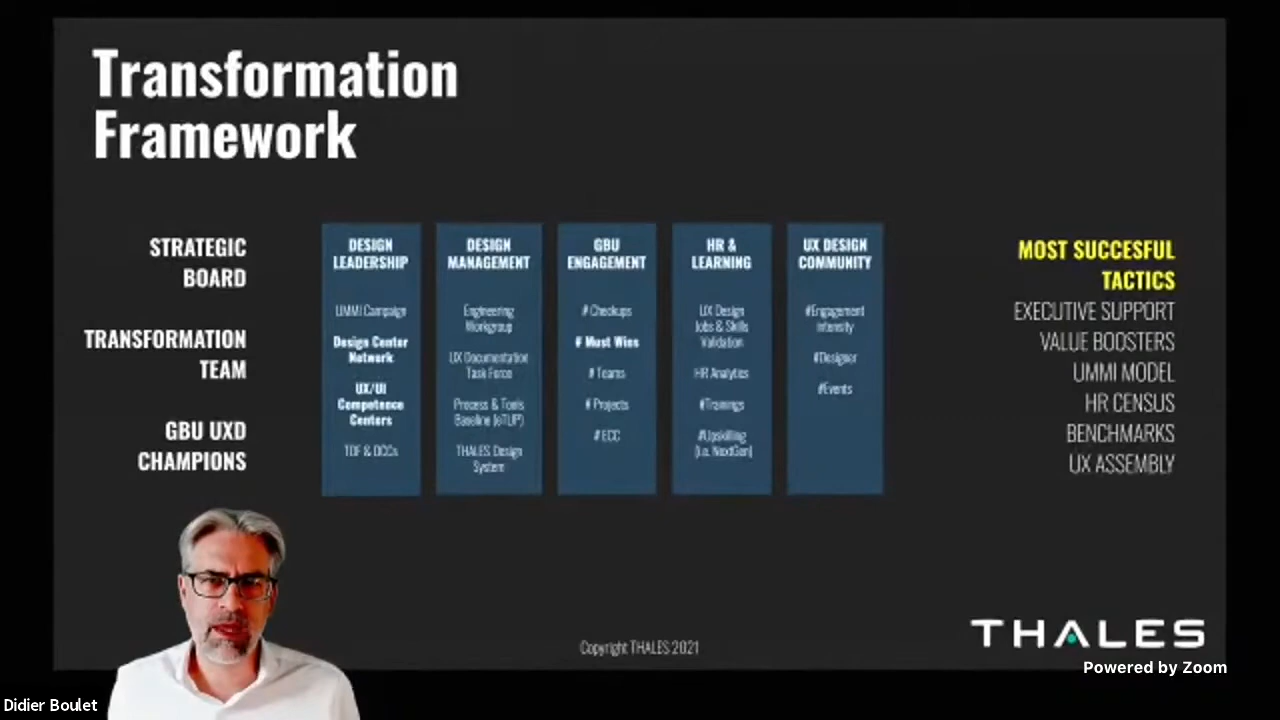 Transformation
Framework
STRATEGIC
BOARD
TRANSFORMATION
TEAM
GBU UXD
CHAMPIONS
DESIGN
LEADERSHIP
UMMI Campaign
Design Center
Network
UX/UI
Competence
Centers
TDF & DCCs
DESIGN
MANAGEMENT
Engineering
Workgroup
UX Documentation
Task Force
Process & Tools
Baseline (eTUP)
THALES Design
System
GBU
ENGAGEMENT
# Checkups
# Must Wins
# Teams
# Projects
# ECC
HR &
LEARNING
UX Design
Jobs & Skills
Validation
HR Analytics
#Trainings
#Upskilling
(i.e. NextGen)
UX DESIGN
COMMUNITY
#Engagement
Intensity
#Designer
#Events
MOST SUCCESFUL
TACTICS
EXECUTIVE SUPPORT
VALUE BOOSTERS
UMMI MODEL
HR CENSUS
BENCHMARKS
UX ASSEMBLY
Copyright THALES 2021
THALES
Powered by Zoom
Didier Boulet